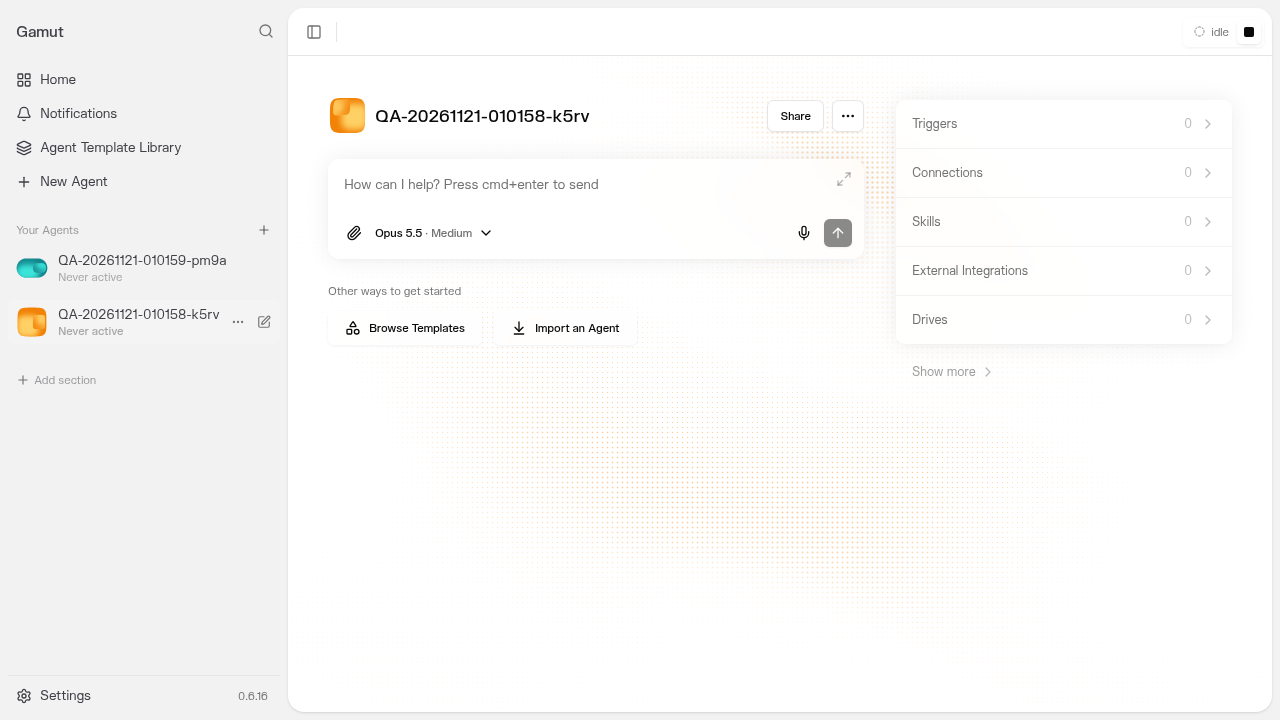 Gamut
Home
Notifications
Agent Template Library
New Agent
Your Agents
QA-20261121-010159-pm9a
Never active
QA-20261121-010158-k5rv
Never active
Add section
Settings
0.6.16
idle
QA-20261121-010158-k5rv
Share
How can I help? Press cmd+enter to send
Opus 5.5 · Medium
Other ways to get started
Browse Templates
Import an Agent
Triggers 0
Connections 0
Skills 0
External Integrations 0
Drives 0
Show more